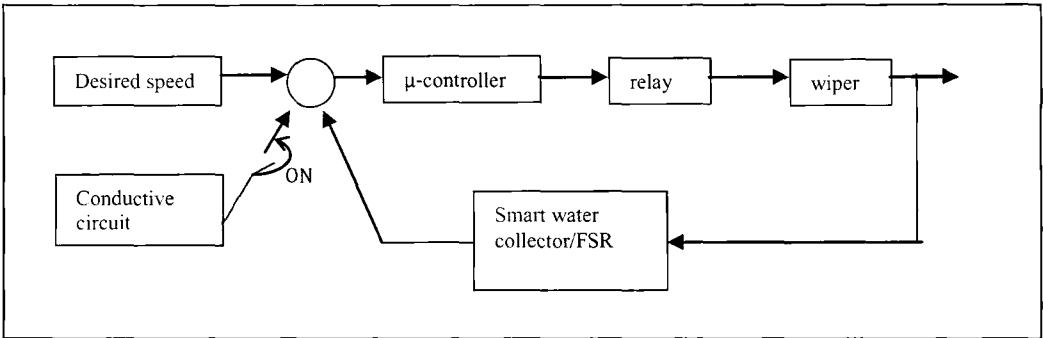 Desired speed
μ-controller
relay
wiper
ON
Conductive
circuit
Smart water
collector/FSR